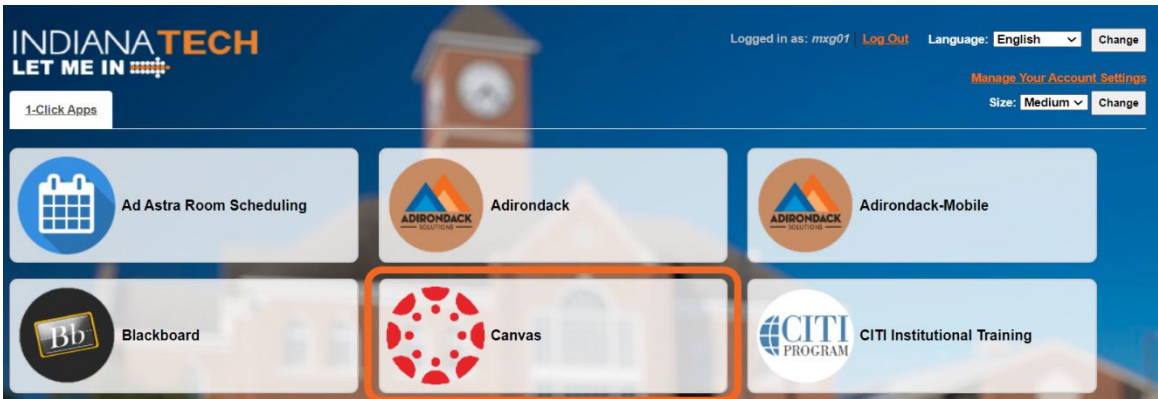 INDIANA TECH
LET ME IN
Logged in as: mxg01 Log Out Language: English Change
Manage Your Account Settings
Size: Medium Change
1-Click Apps
Ad Astra Room Scheduling
ADIRONDACK
SOLUTIONS
Adirondack
ADIRONDACK
SOLUTIONS
Adirondack-Mobile
Bb
Blackboard
Canvas
CITI
PROGRAM
CITI Institutional Training